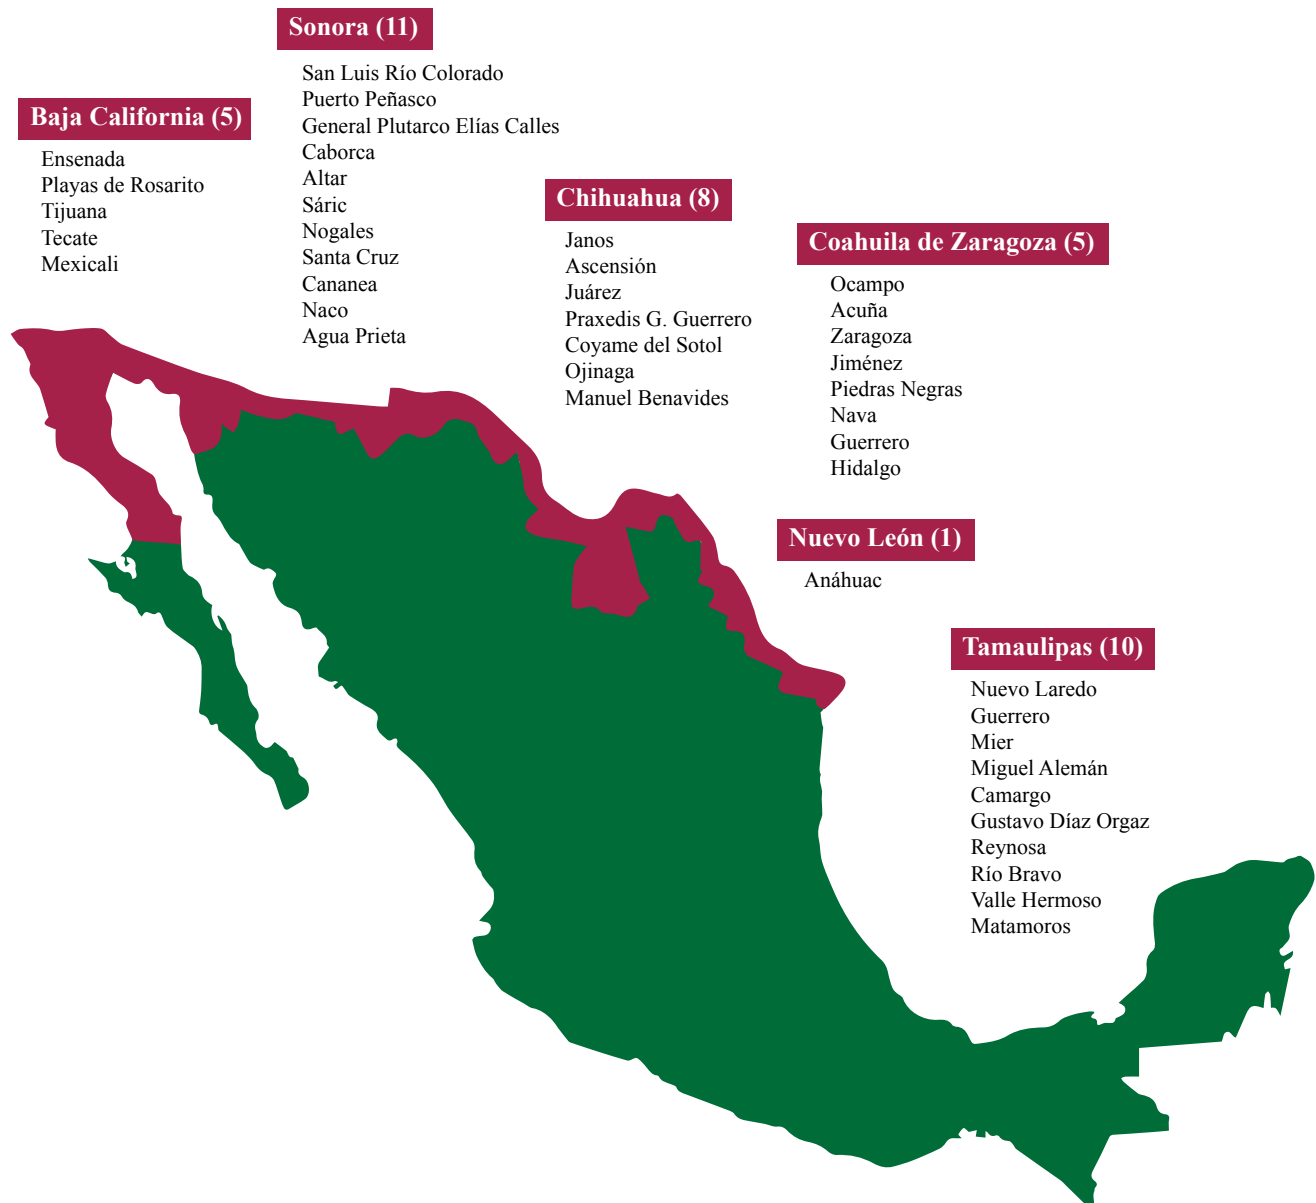 Sonora (11)
San Luis Río Colorado
Puerto Peñasco
General Plutarco Elías Calles
Caborca
Altar
Sáric
Nogales
Santa Cruz
Cananea
Naco
Agua Prieta
Baja California (5)
Ensenada
Playas de Rosarito
Tijuana
Tecate
Mexicali
Chihuahua (8)
Janos
Ascensión
Juárez
Praxedis G. Guerrero
Coyame del Sotol
Ojinaga
Manuel Benavides
Coahuila de Zaragoza (5)
Ocampo
Acuña
Zaragoza
Jiménez
Piedras Negras
Nava
Guerrero
Hidalgo
Nuevo León (1)
Anáhuac
Tamaulipas (10)
Nuevo Laredo
Guerrero
Mier
Miguel Alemán
Camargo
Gustavo Díaz Orgaz
Reynosa
Río Bravo
Valle Hermoso
Matamoros